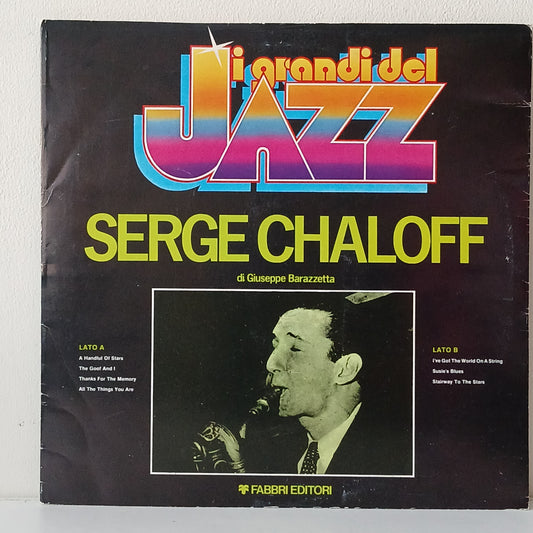 i grandi del
JAZZ
SERGE CHALOFF
di Giuseppe Barazzetta
LATO A
A Handful Of Stars
The Goof And I
Thanks For The Memory
All The Things You Are
LATO B
I've Got The World On A String
Susie's Blues
Stairway To The Stars
FABBRI EDITORI